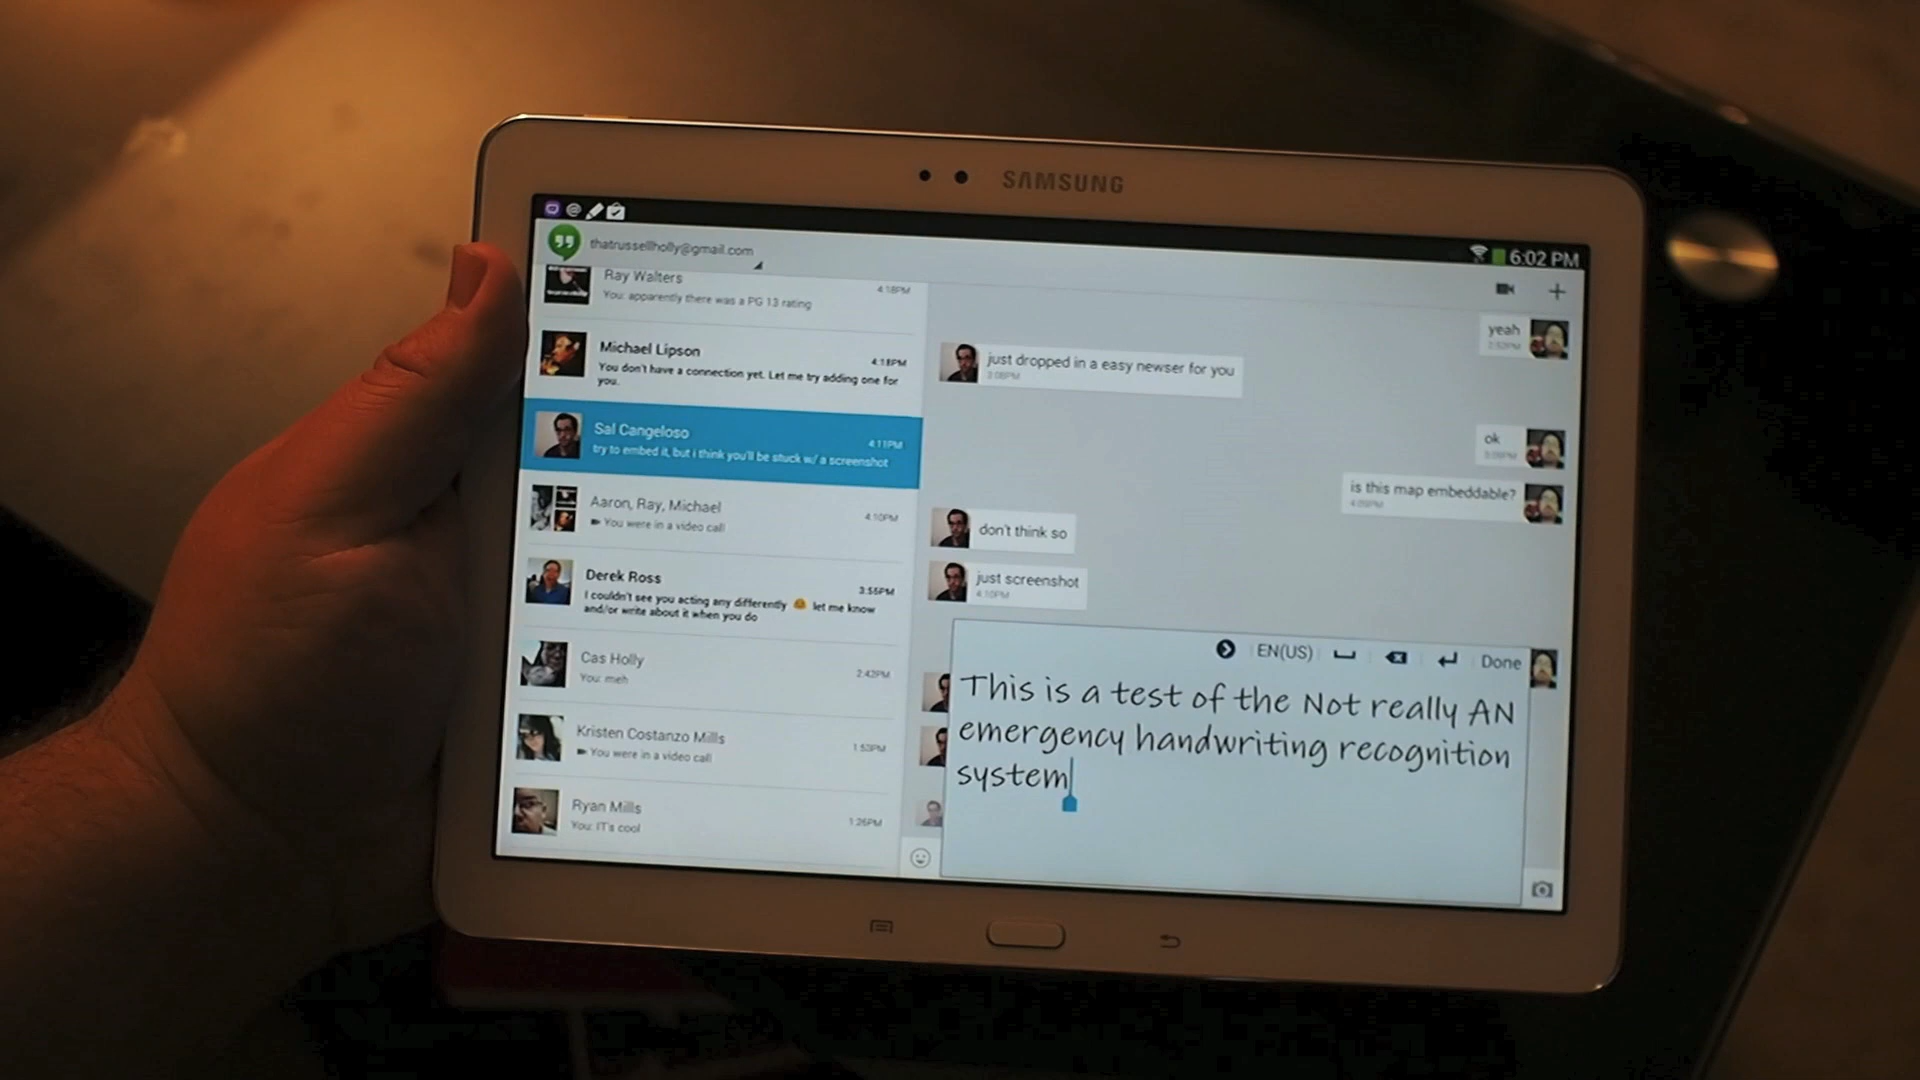 SAMSUNG
6:02 PM
thatrussellholly@gmail.com
Ray Walters
4:18PM
You: apparently there was a PG 13 rating
Michael Lipson
4:18PM
You don't have a connection yet. Let me try adding one for
you.
Sal Cangeloso
4:11PM
try to embed it, but i think you'll be stuck w/ a screenshot
Aaron, Ray, Michael
4:10PM
You were in a video call
Derek Ross
3:55PM
I couldn't see you acting any differently let me know
and/or write about it when you do
Cas Holly
2:42PM
You: meh
Kristen Costanzo Mills
1:53PM
You were in a video call
Ryan Mills
1:26PM
You: IT's cool
yeah
just dropped in a easy newser for you
3:08PM
ok
is this map embeddable?
4:09PM
don't think so
just screenshot
4:10PM
EN(US)
Done
This is a test of the Not really AN
emergency handwriting recognition
system